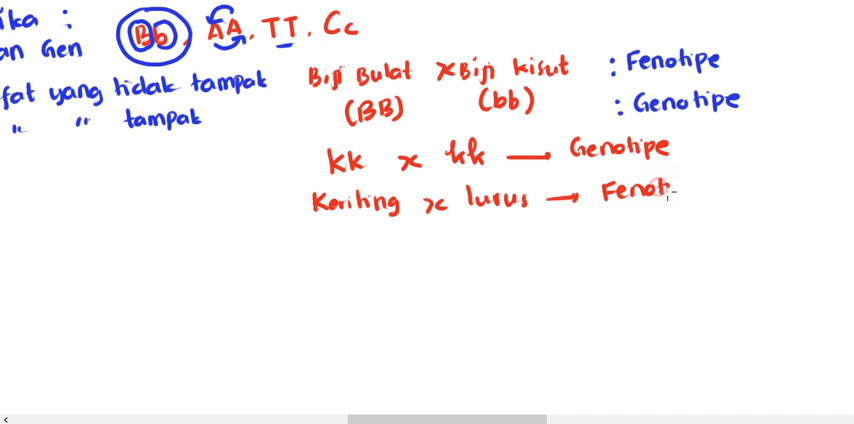 ika :
an Gen Bb, AA. TT. Cc
fat yang tidak tampak
" " tampak
Biji Bulat x Biji kisut : Fenotipe
(BB) (bb) : Genotipe
KK x kk → Genotipe
Keriting x lurus → Fenoti